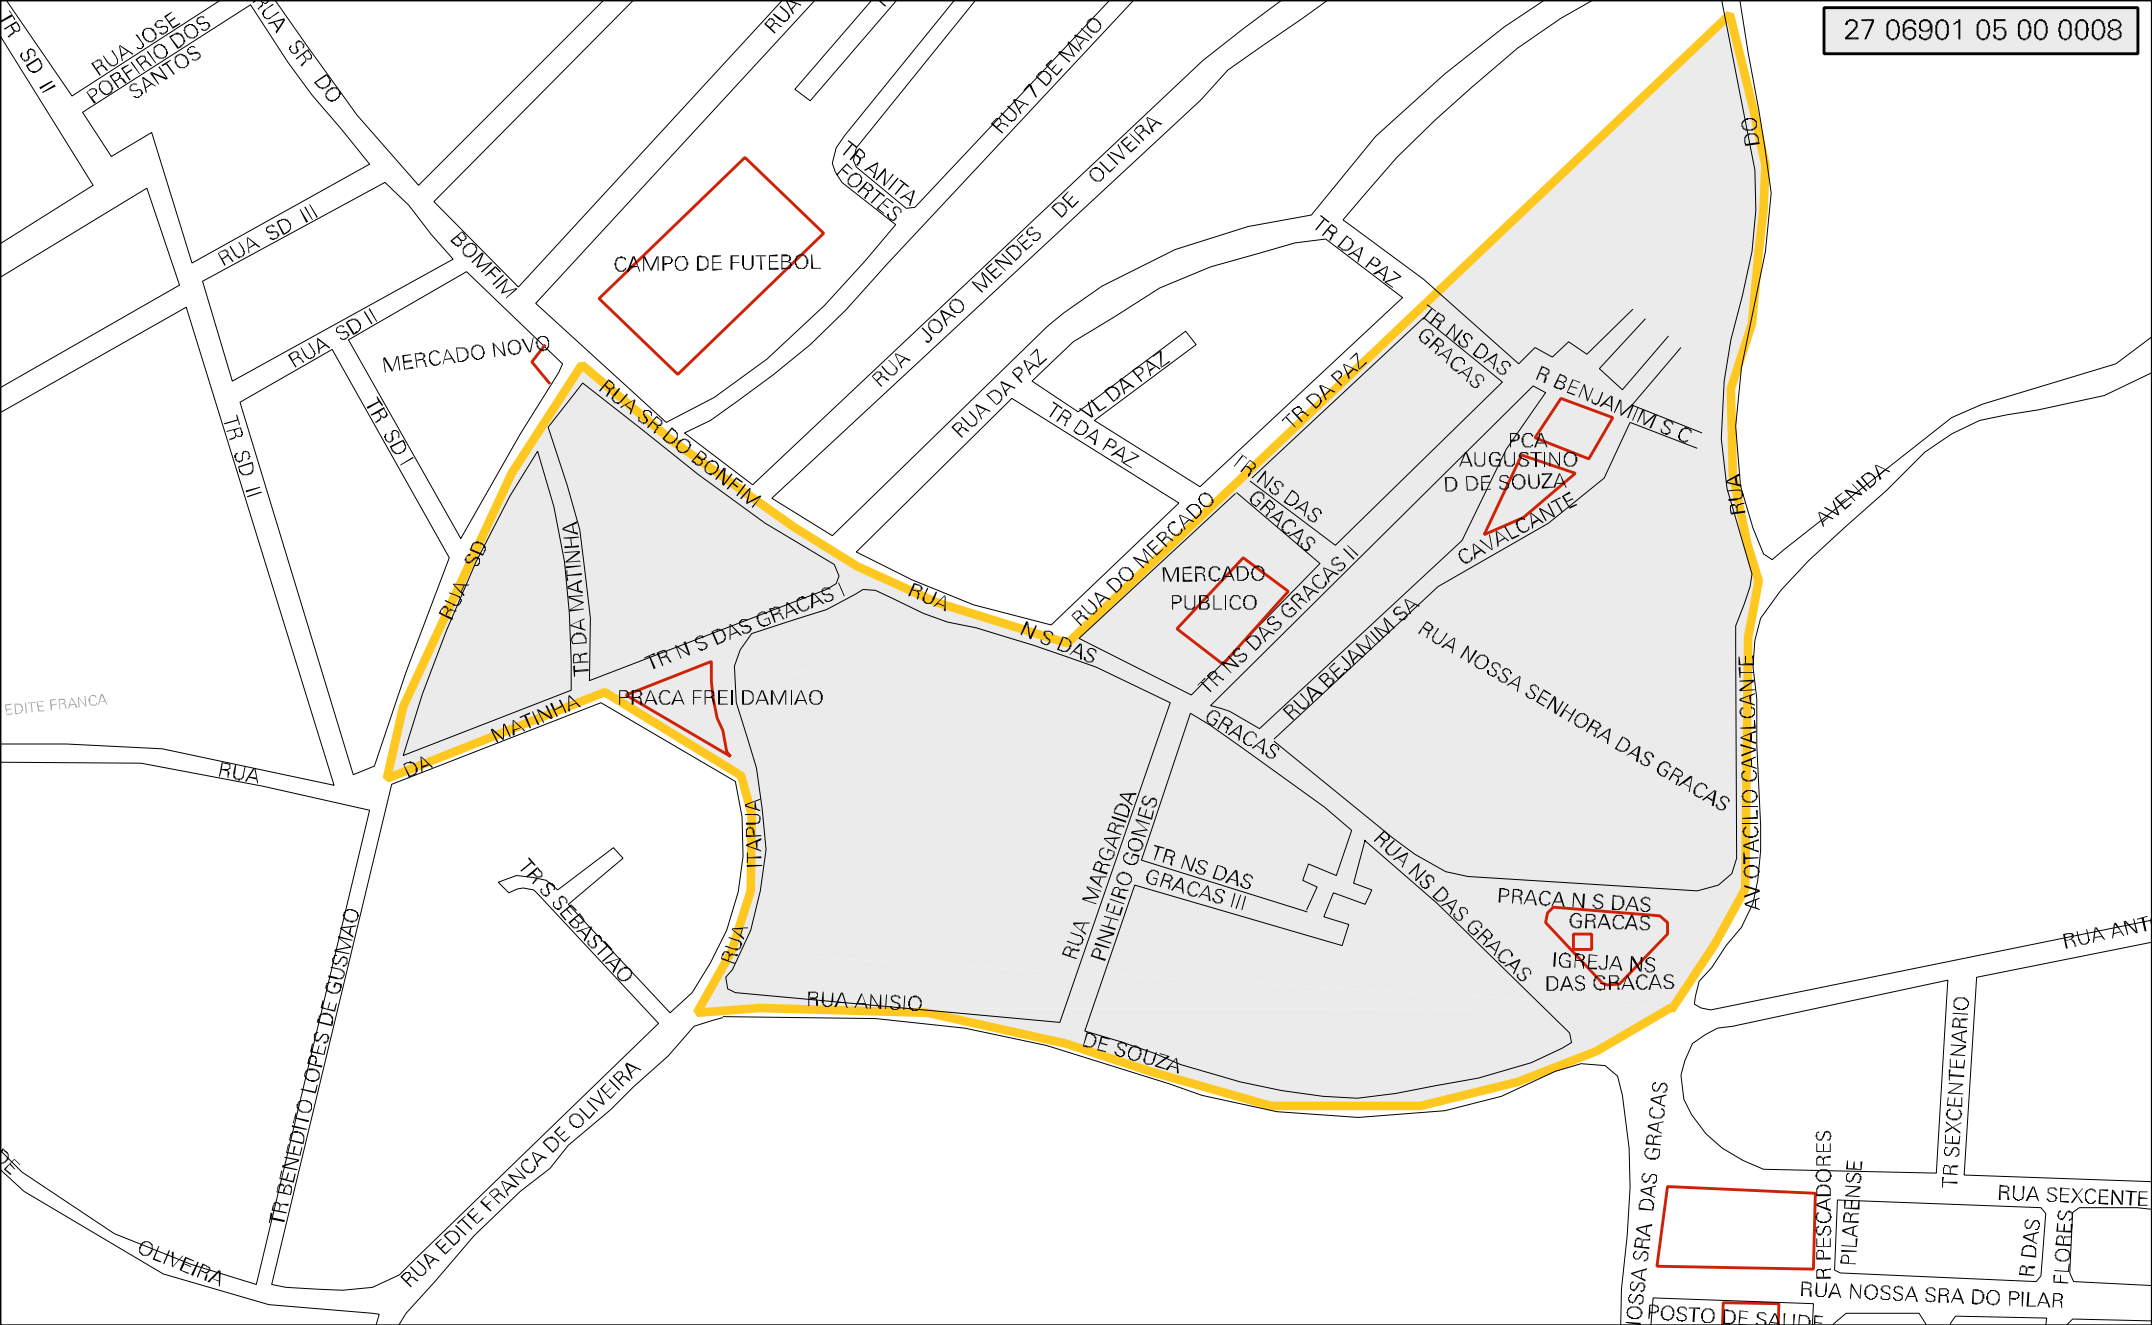 27 06901 05 00 0008
TR SD II
RUA JOSE
PORFIRIO DOS
SANTOS
RUA SR DO
RUA
RUA 7 DE MAIO
DO
TR ANITA
FORTES
RUA JOAO MENDES DE OLIVEIRA
RUA SD III
BOMFIM
CAMPO DE FUTEBOL
TR DA PAZ
RUA SD II
MERCADO NOVO
TR NS DAS
GRACAS
RUA DA PAZ
VL DA PAZ
TR DA PAZ
TR DA PAZ
R BENJAMIM S C
RUA SR DO BONFIM
TR SD I
TR SD II
PCA
AUGUSTINO
D DE SOUZA
CAVALCANTE
RUA
AVENIDA
TR NS DAS
GRACAS
RUA DO MERCADO
MERCADO
PUBLICO
RUA SD
TR DA MATINHA
TR N S DAS GRACAS I
RUA
N S DAS
TR NS DAS GRACAS II
RUA BEJAMIM SA
RUA NOSSA SENHORA DAS GRACAS
EDITE FRANCA
PRACA FREI DAMIAO
DA
MATINHA
GRACAS
RUA
AV OTACILIO CAVALCANTE
RUA ITAPUA
RUA MARGARIDA
PINHEIRO GOMES
TR NS DAS
GRACAS III
RUA NS DAS GRACAS
PRACA N S DAS
GRACAS
IGREJA NS
DAS GRACAS
TR S SEBASTIAO
RUA ANISIO
DE SOUZA
RUA ANT
TR BENEDITO LOPES DE GUSMAO
RUA EDITE FRANCA DE OLIVEIRA
DE
OLIVEIRA
TR SEXCENTENARIO
OSSA SRA DAS GRACAS
R PESCADORES
PILARENSE
RUA SEXCENTE
R DAS
FLORES
RUA NOSSA SRA DO PILAR
POSTO DE SAUDE